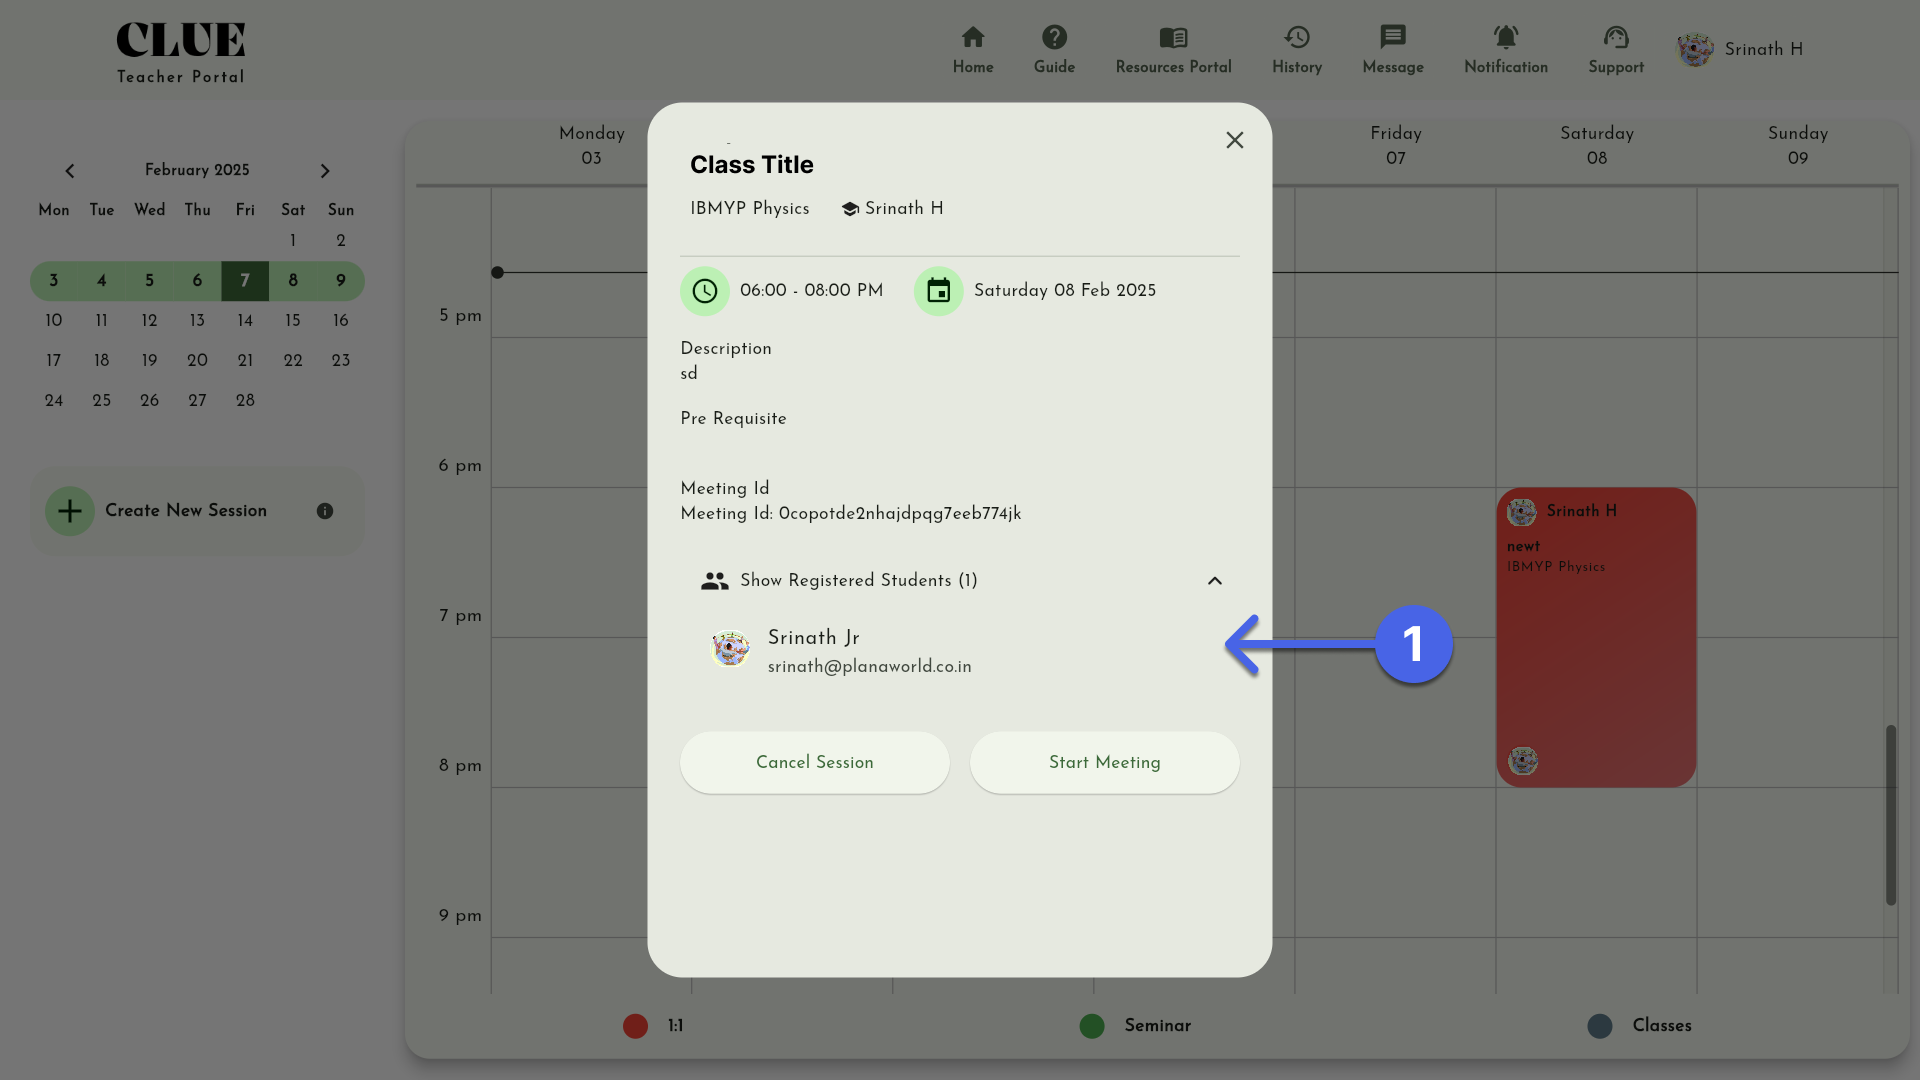 CLUE
Teacher Portal
Home
Guide
Resources Portal
History
Message
Notification
Support
Srinath H
February 2025
Mon Tue Wed Thu Fri Sat Sun
1 2
3 4 5 6 7 8 9
10 11 12 13 14 15 16
17 18 19 20 21 22 23
24 25 26 27 28
Create New Session
Monday
03
Friday
07
Saturday
08
Sunday
09
5 pm
6 pm
7 pm
8 pm
9 pm
Class Title
IBMYP Physics
Srinath H
06:00 - 08:00 PM
Saturday 08 Feb 2025
Description
sd
Pre Requisite
Meeting Id
Meeting Id: 0copotde2nhajdpqg7eeb774jk
Show Registered Students (1)
Srinath Jr
srinath@planaworld.co.in
Cancel Session
Start Meeting
1
Srinath H
newt
IBMYP Physics
1:1
Seminar
Classes